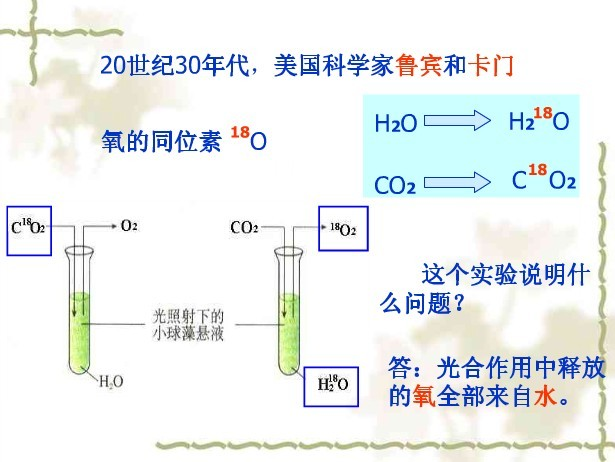 20世纪30年代，美国科学家鲁宾和卡门
氧的同位素 ¹⁸O
H₂O H₂¹⁸O
CO₂ C¹⁸O₂
C¹⁸O₂ O₂ CO₂ ¹⁸O₂
这个实验说明什
么问题？
光照射下的
小球藻悬液
H₂O H₂¹⁸O
答：光合作用中释放
的氧全部来自水。